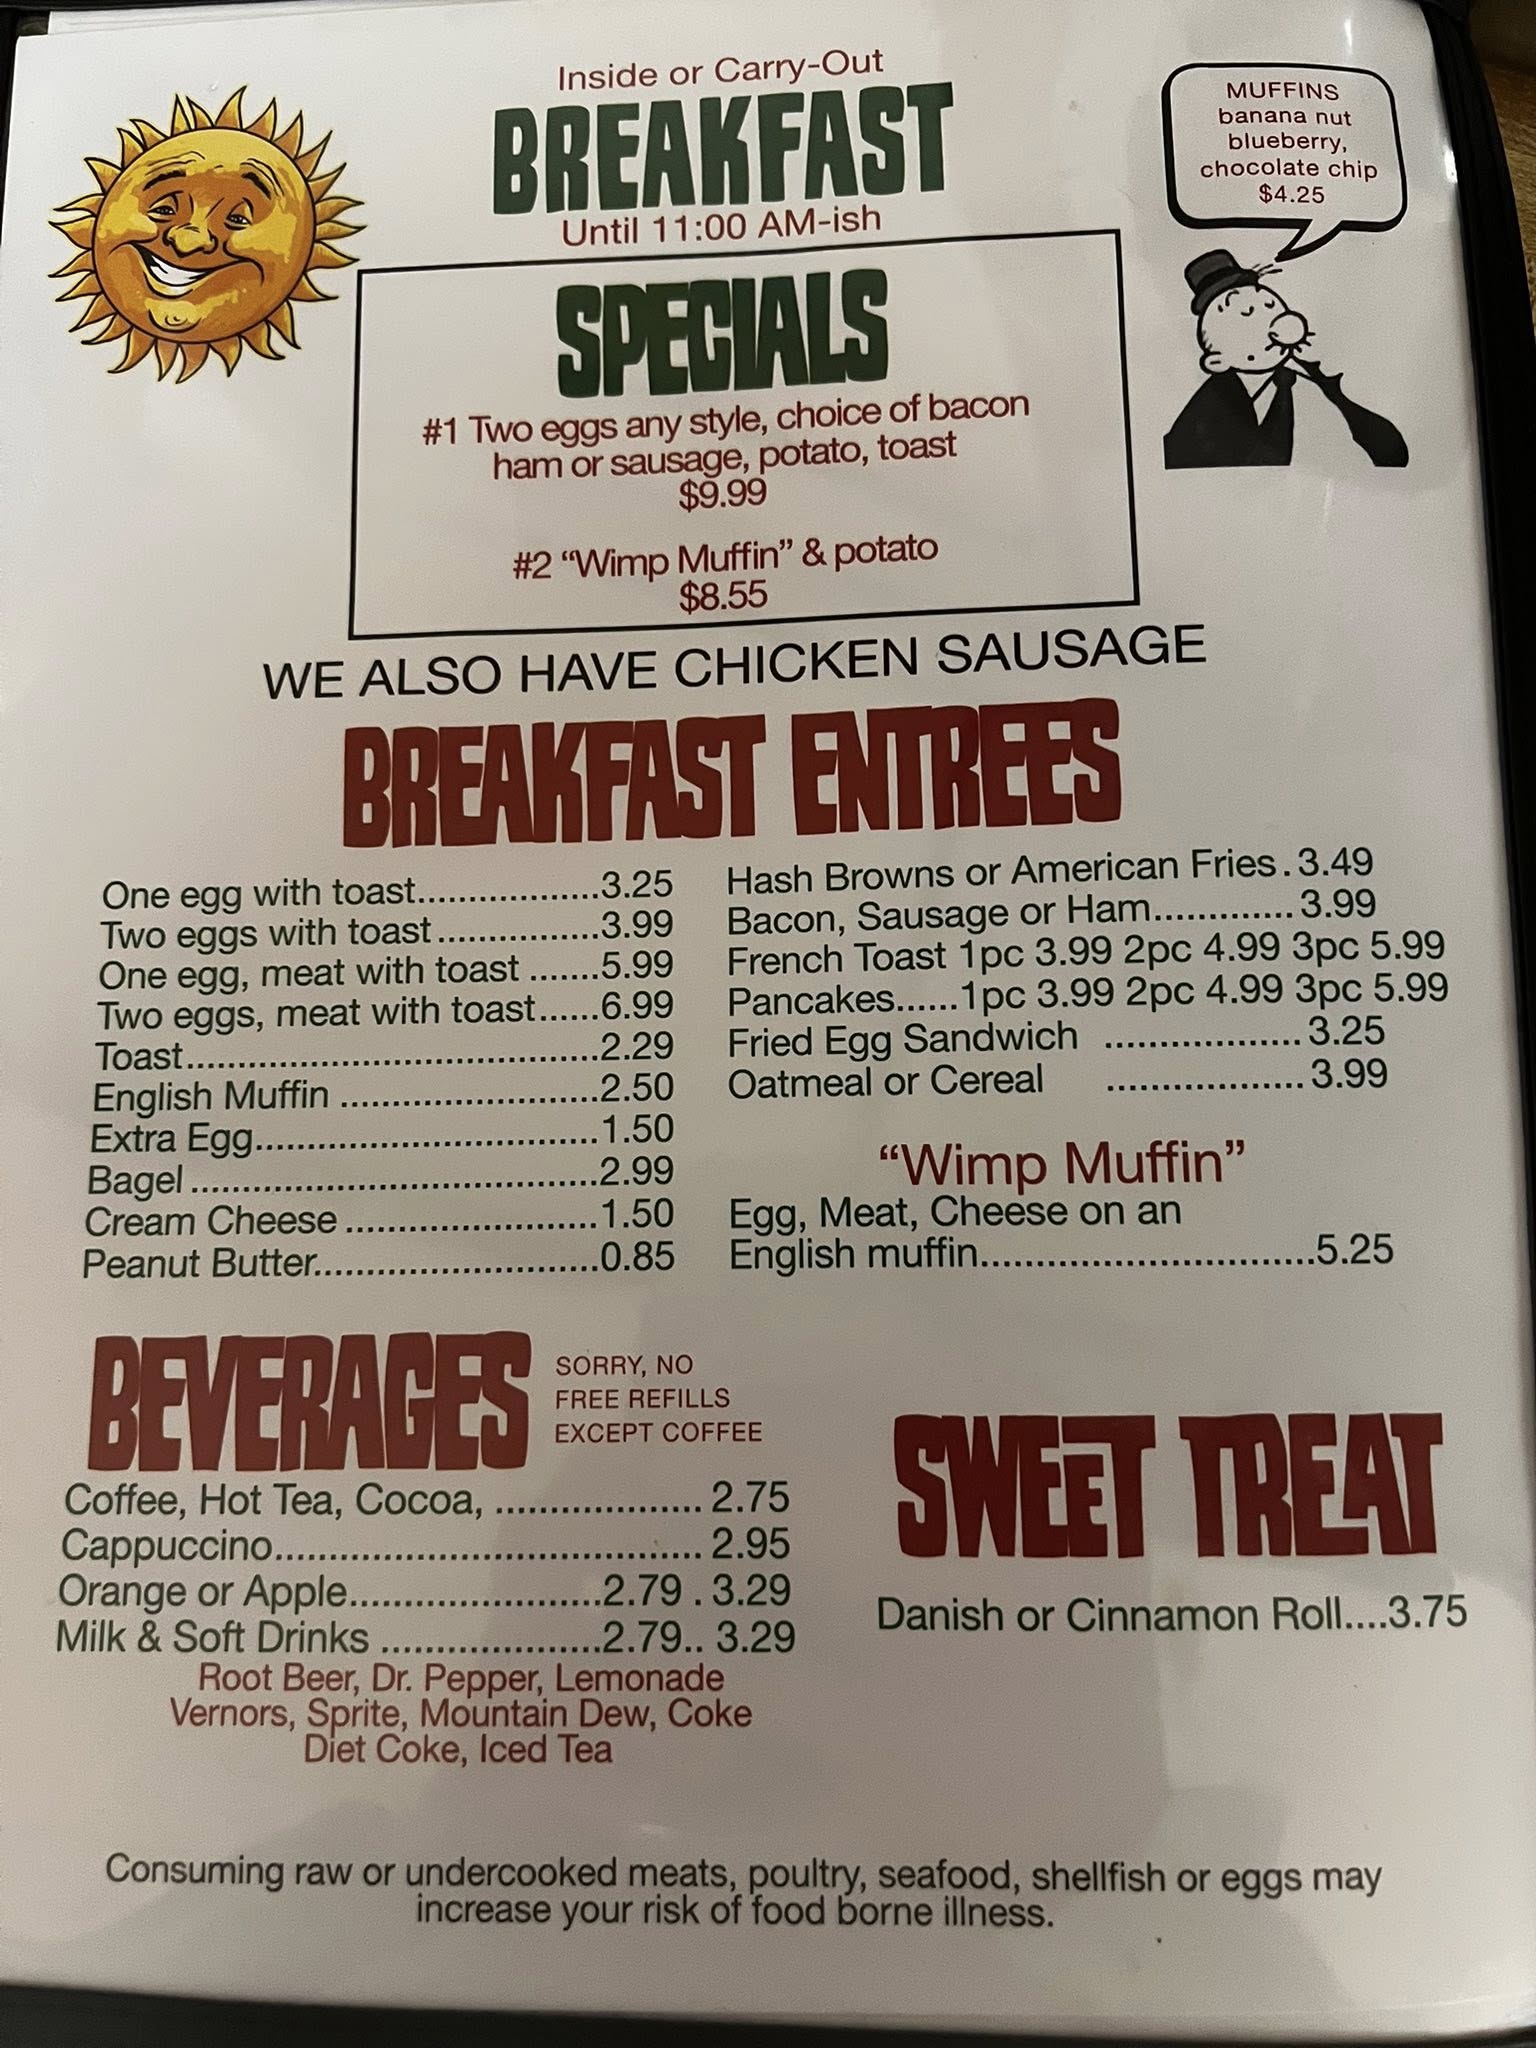 Inside or Carry-Out
BREAKFAST
Until 11:00 AM-ish
MUFFINS
banana nut
blueberry,
chocolate chip
$4.25
SPECIALS
#1 Two eggs any style, choice of bacon
ham or sausage, potato, toast
$9.99
#2 “Wimp Muffin” & potato
$8.55
WE ALSO HAVE CHICKEN SAUSAGE
BREAKFAST ENTREES
One egg with toast.................3.25
Two eggs with toast...............3.99
One egg, meat with toast .......5.99
Two eggs, meat with toast......6.99
Toast.......................................2.29
English Muffin ........................2.50
Extra Egg................................1.50
Bagel ......................................2.99
Cream Cheese ........................1.50
Peanut Butter...........................0.85
Hash Browns or American Fries.3.49
Bacon, Sausage or Ham.............3.99
French Toast 1pc 3.99 2pc 4.99 3pc 5.99
Pancakes......1pc 3.99 2pc 4.99 3pc 5.99
Fried Egg Sandwich ..................3.25
Oatmeal or Cereal ..................3.99
“Wimp Muffin”
Egg, Meat, Cheese on an
English muffin...............................5.25
BEVERAGES
SORRY, NO
FREE REFILLS
EXCEPT COFFEE
Coffee, Hot Tea, Cocoa, ................... 2.75
Cappuccino........................................ 2.95
Orange or Apple.......................2.79 . 3.29
Milk & Soft Drinks ....................2.79.. 3.29
Root Beer, Dr. Pepper, Lemonade
Vernors, Sprite, Mountain Dew, Coke
Diet Coke, Iced Tea
SWEET TREAT
Danish or Cinnamon Roll....3.75
Consuming raw or undercooked meats, poultry, seafood, shellfish or eggs may
increase your risk of food borne illness.